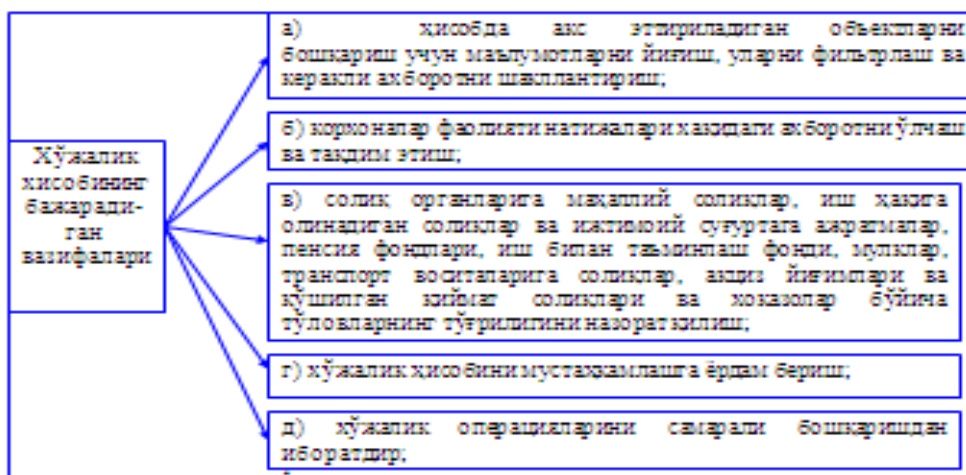 Хўжалик
ҳисобининг
бажаради-
ган
вазифалари
а) ҳисобда акс эттириладиган объектларни
бошқариш учун маълумотларни йиғиш, уларни фильтрлаш ва
керакли ахборотни шакллантириш;
б) корхоналар фаолияти натижалари хақидаги ахборотни ўлчаш
ва тақдим этиш;
в) солиқ органларига маҳаллий солиқлар, иш ҳақига
олинадиган солиқлар ва ижтимоий суғуртага ажратмалар,
пенсия фондлари, иш билан таъминлаш фонди, мулклар,
транспорт воситаларига солиқлар, акциз йиғимлари ва
қўшилган қиймат солиқлари ва хоказолар бўйича
тўловларнинг тўғрилигини назорат қилиш;
г) хўжалик ҳисобини мустаҳкамлашга ёрдам бериш;
д) хўжалик операцияларини самарали бошқаришдан
иборатдир;